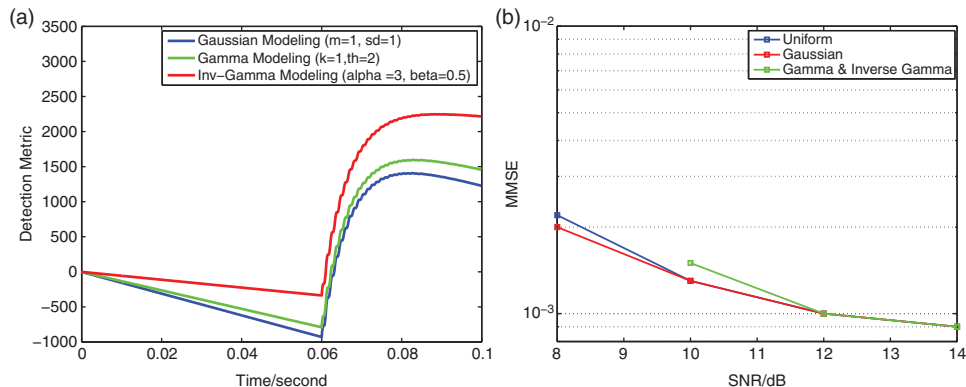 (a)
Gaussian Modeling (m=1, sd=1)
Gamma Modeling (k=1,th=2)
Inv-Gamma Modeling (alpha =3, beta=0.5)
3500
3000
2500
2000
1500
1000
500
0
−500
−1000
Detection Metric
0
0.02
0.04
0.06
0.08
0.1
Time/second
(b)
Uniform
Gaussian
Gamma & Inverse Gamma
10−2
10−3
MMSE
8
9
10
11
12
13
14
SNR/dB